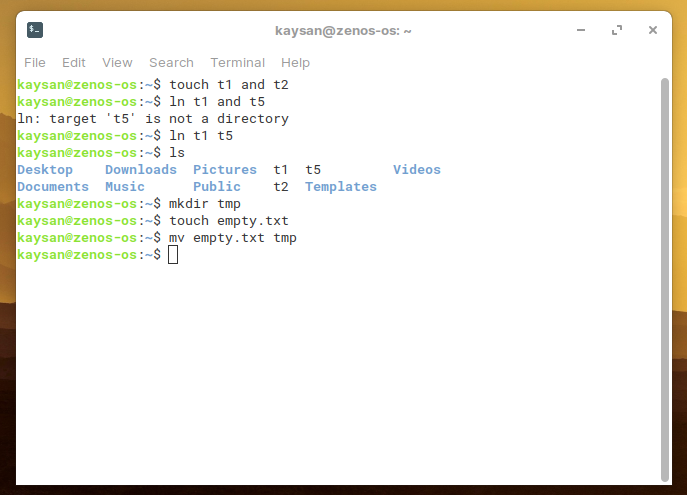 kaysan@zenos-os: ~
File Edit View Search Terminal Help
kaysan@zenos-os:~$ touch t1 and t2
kaysan@zenos-os:~$ ln t1 and t5
ln: target 't5' is not a directory
kaysan@zenos-os:~$ ln t1 t5
kaysan@zenos-os:~$ ls
Desktop    Downloads  Pictures  t1  t5         Videos
Documents  Music      Public    t2  Templates
kaysan@zenos-os:~$ mkdir tmp
kaysan@zenos-os:~$ touch empty.txt
kaysan@zenos-os:~$ mv empty.txt tmp
kaysan@zenos-os:~$